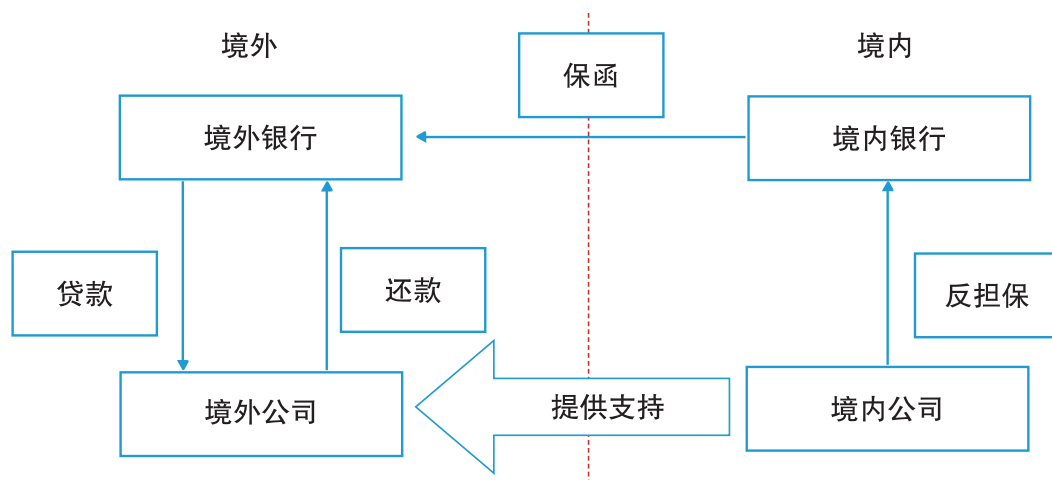 境外
保函
境内
境外银行
境内银行
贷款
还款
反担保
境外公司
提供支持
境内公司